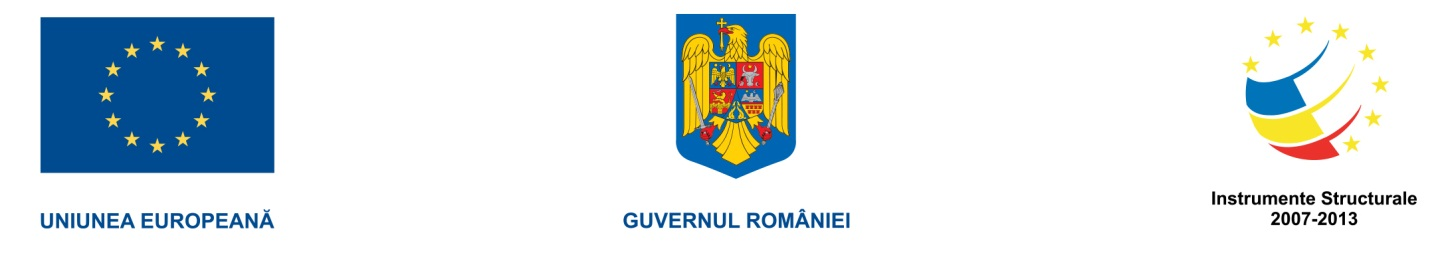 UNIUNEA EUROPEANĂ
GUVERNUL ROMÂNIEI
Instrumente Structurale
2007-2013